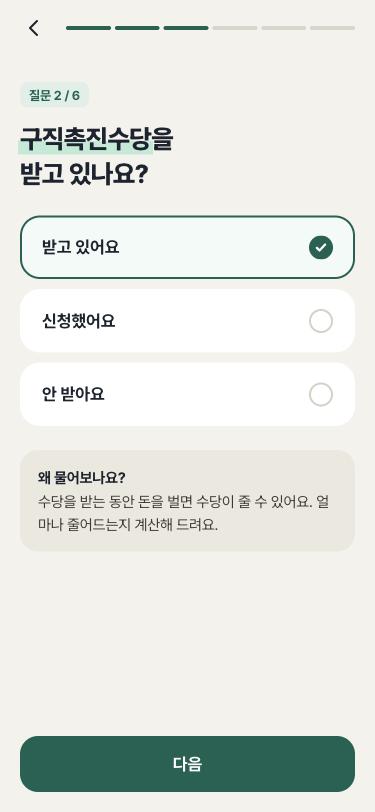 질문 2 / 6
구직촉진수당을
받고 있나요?
받고 있어요
신청했어요
안 받아요
왜 물어보나요?
수당을 받는 동안 돈을 벌면 수당이 줄 수 있어요. 얼
마나 줄어드는지 계산해 드려요.
다음